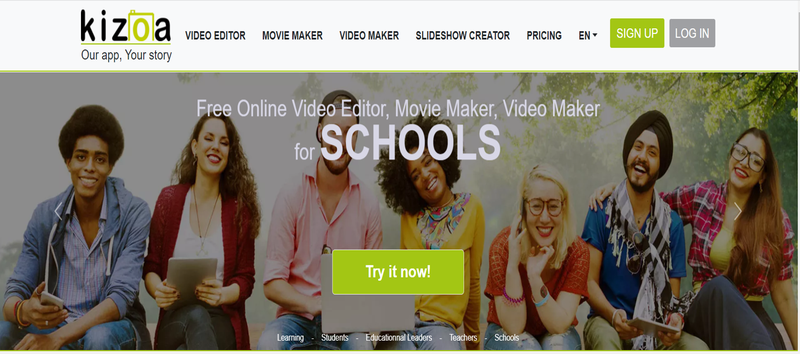 kizoa
Our app, Your story
VIDEO EDITOR MOVIE MAKER VIDEO MAKER SLIDESHOW CREATOR PRICING EN SIGN UP LOG IN
Free Online Video Editor, Movie Maker, Video Maker
for SCHOOLS
Try it now!
Learning - Students - Educationnal Leaders - Teachers - Schools